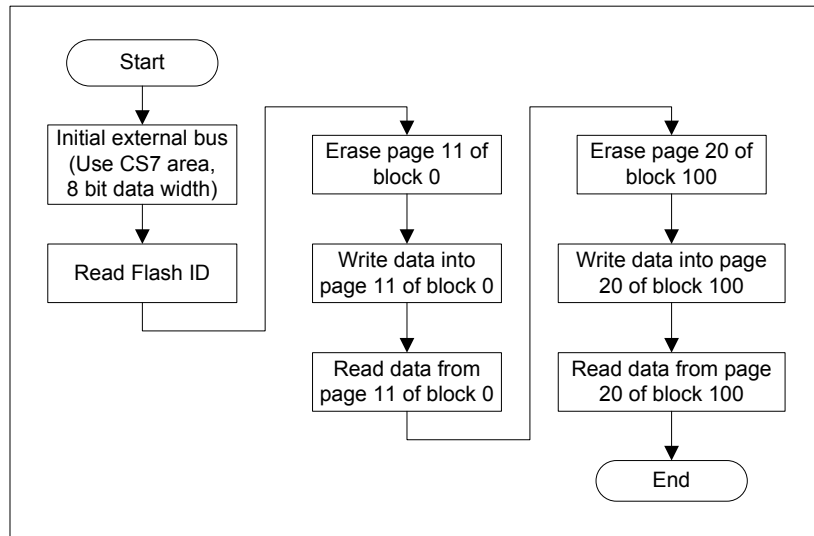 Start
Initial external bus
(Use CS7 area,
8 bit data width)
Read Flash ID
Erase page 11 of
block 0
Write data into
page 11 of block 0
Read data from
page 11 of block 0
Erase page 20 of
block 100
Write data into page
20 of block 100
Read data from page
20 of block 100
End